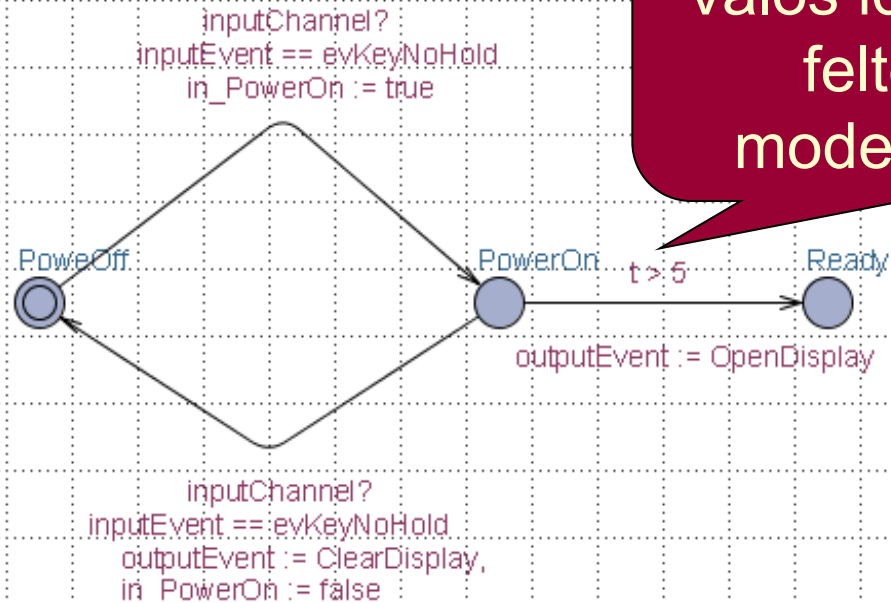 inputChannel?
inputEvent == evKeyNoHold
in_PowerOn := true
felt
mode
PoweOff
PowerOn
t > 5
Ready
outputEvent := OpenDisplay
inputChannel?
inputEvent == evKeyNoHold
outputEvent := ClearDisplay,
in_PowerOn := false